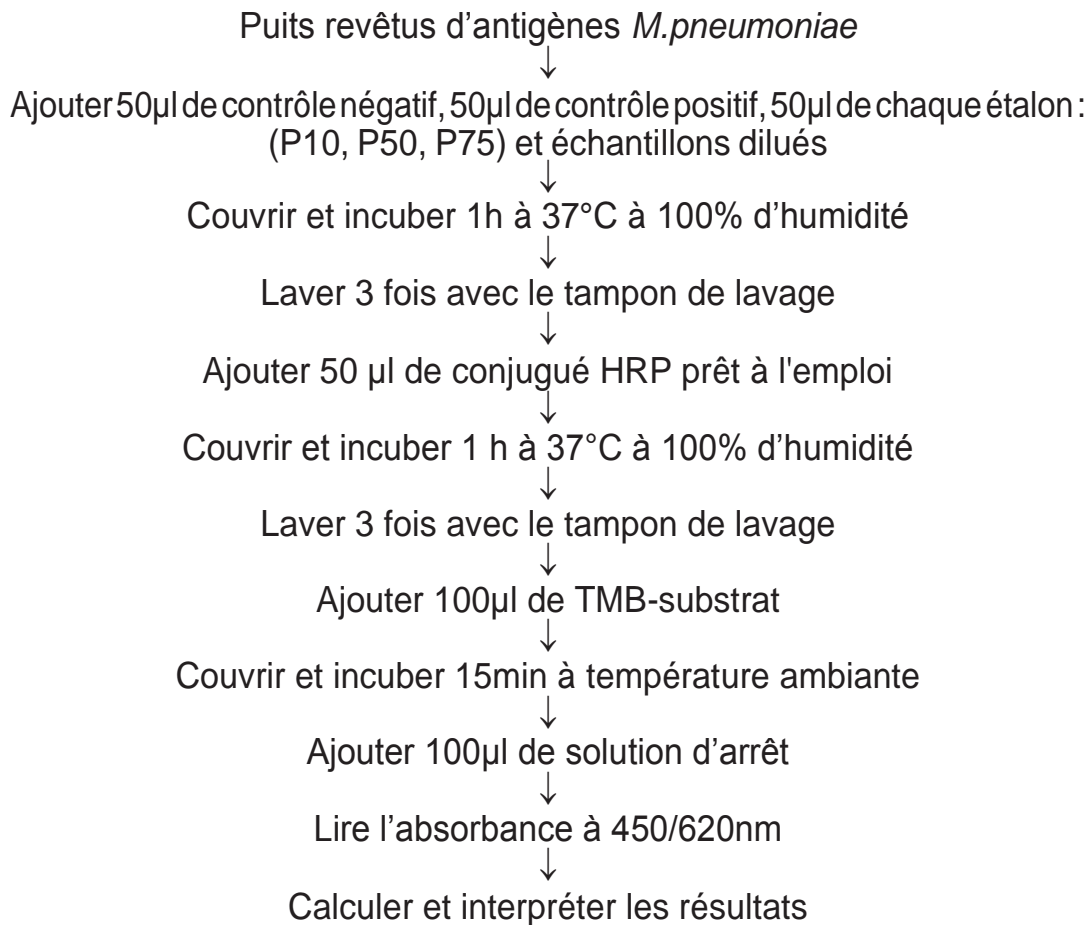 Puits revêtus d’antigènes M.pneumoniae
↓
Ajouter 50µl de contrôle négatif, 50µl de contrôle positif, 50µl de chaque étalon :
(P10, P50, P75) et échantillons dilués
↓
Couvrir et incuber 1h à 37°C à 100% d’humidité
↓
Laver 3 fois avec le tampon de lavage
↓
Ajouter 50 µl de conjugué HRP prêt à l'emploi
↓
Couvrir et incuber 1 h à 37°C à 100% d’humidité
↓
Laver 3 fois avec le tampon de lavage
↓
Ajouter 100µl de TMB-substrat
↓
Couvrir et incuber 15min à température ambiante
↓
Ajouter 100µl de solution d’arrêt
↓
Lire l’absorbance à 450/620nm
↓
Calculer et interpréter les résultats